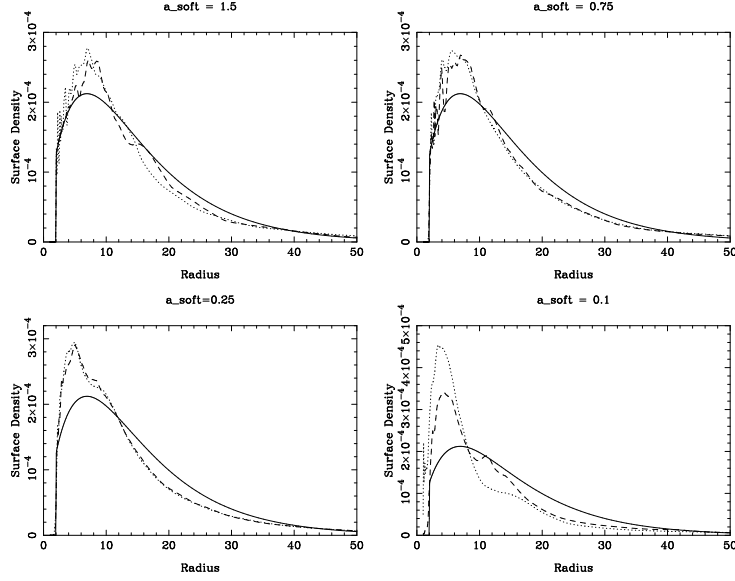 a_soft = 1.5
a_soft = 0.75
Surface Density
0 10⁻⁴ 2×10⁻⁴ 3×10⁻⁴
0 10 20 30 40 50
Radius
Surface Density
0 10⁻⁴ 2×10⁻⁴ 3×10⁻⁴
0 10 20 30 40 50
Radius
a_soft=0.25
a_soft = 0.1
Surface Density
0 10⁻⁴ 2×10⁻⁴ 3×10⁻⁴
0 10 20 30 40 50
Radius
Surface Density
0 10⁻⁴ 2×10⁻⁴ 3×10⁻⁴ 4×10⁻⁴ 5×10⁻⁴
0 10 20 30 40 50
Radius